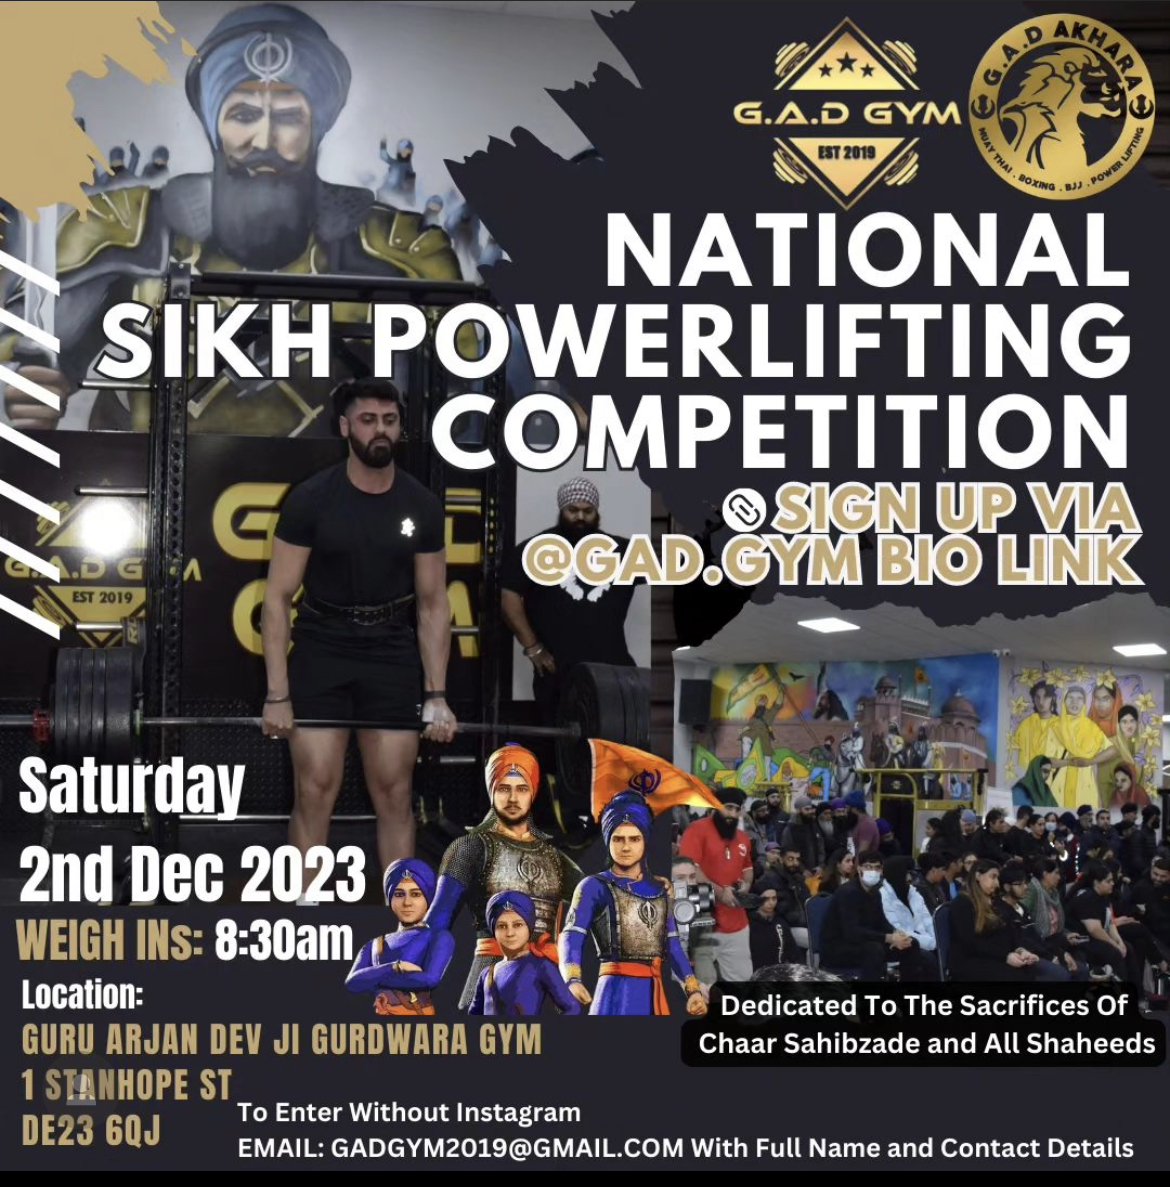 G.A.D GYM
EST 2019
G.A.D AKHARA
MUAY THAI . BOXING . BJJ . POWER LIFTING
NATIONAL
SIKH POWERLIFTING
COMPETITION
SIGN UP VIA
@GAD.GYM BIO LINK
G.A.D GYM
EST 2019
Saturday
2nd Dec 2023
WEIGH INs: 8:30am
Location:
GURU ARJAN DEV JI GURDWARA GYM
1 STANHOPE ST
DE23 6QJ
Dedicated To The Sacrifices Of
Chaar Sahibzade and All Shaheeds
To Enter Without Instagram
EMAIL: GADGYM2019@GMAIL.COM With Full Name and Contact Details